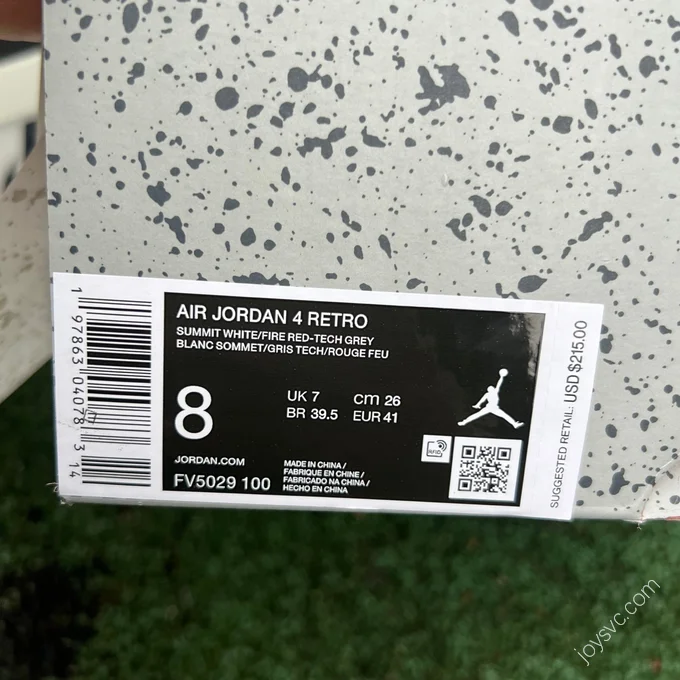 AIR JORDAN 4 RETRO
SUMMIT WHITE/FIRE RED-TECH GREY
BLANC SOMMET/GRIS TECH/ROUGE FEU
8
UK 7 cm 26
BR 39.5 EUR 41
JORDAN.COM
FV5029 100
MADE IN CHINA /
FABRIQUE EN CHINE /
FABRICADO NA CHINA /
HECHO EN CHINA
RFID
1 97863 04078 3 14
SUGGESTED RETAIL: USD $215.00
joysvc.com